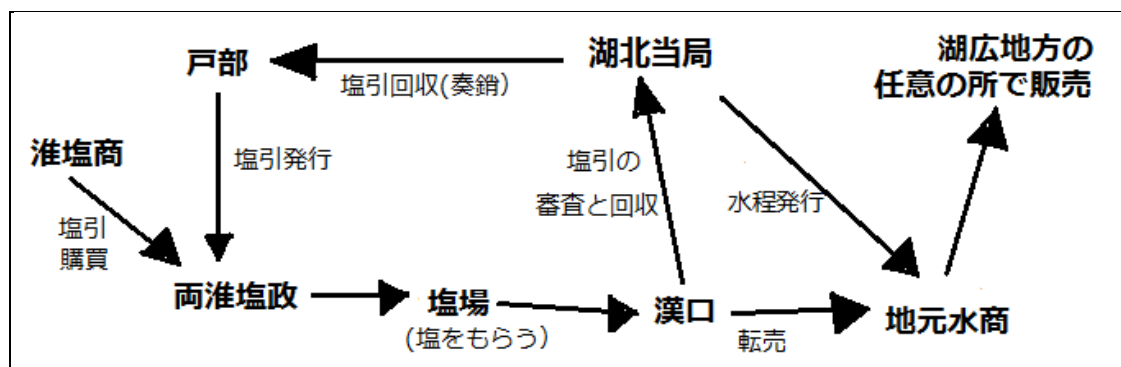 戸部
湖北当局
湖広地方の
任意の所で販売
塩引回収(奏銷）
淮塩商
塩引発行
塩引の
審査と回収
水程発行
塩引
購買
両淮塩政
塩場
(塩をもらう）
漢口
転売
地元水商